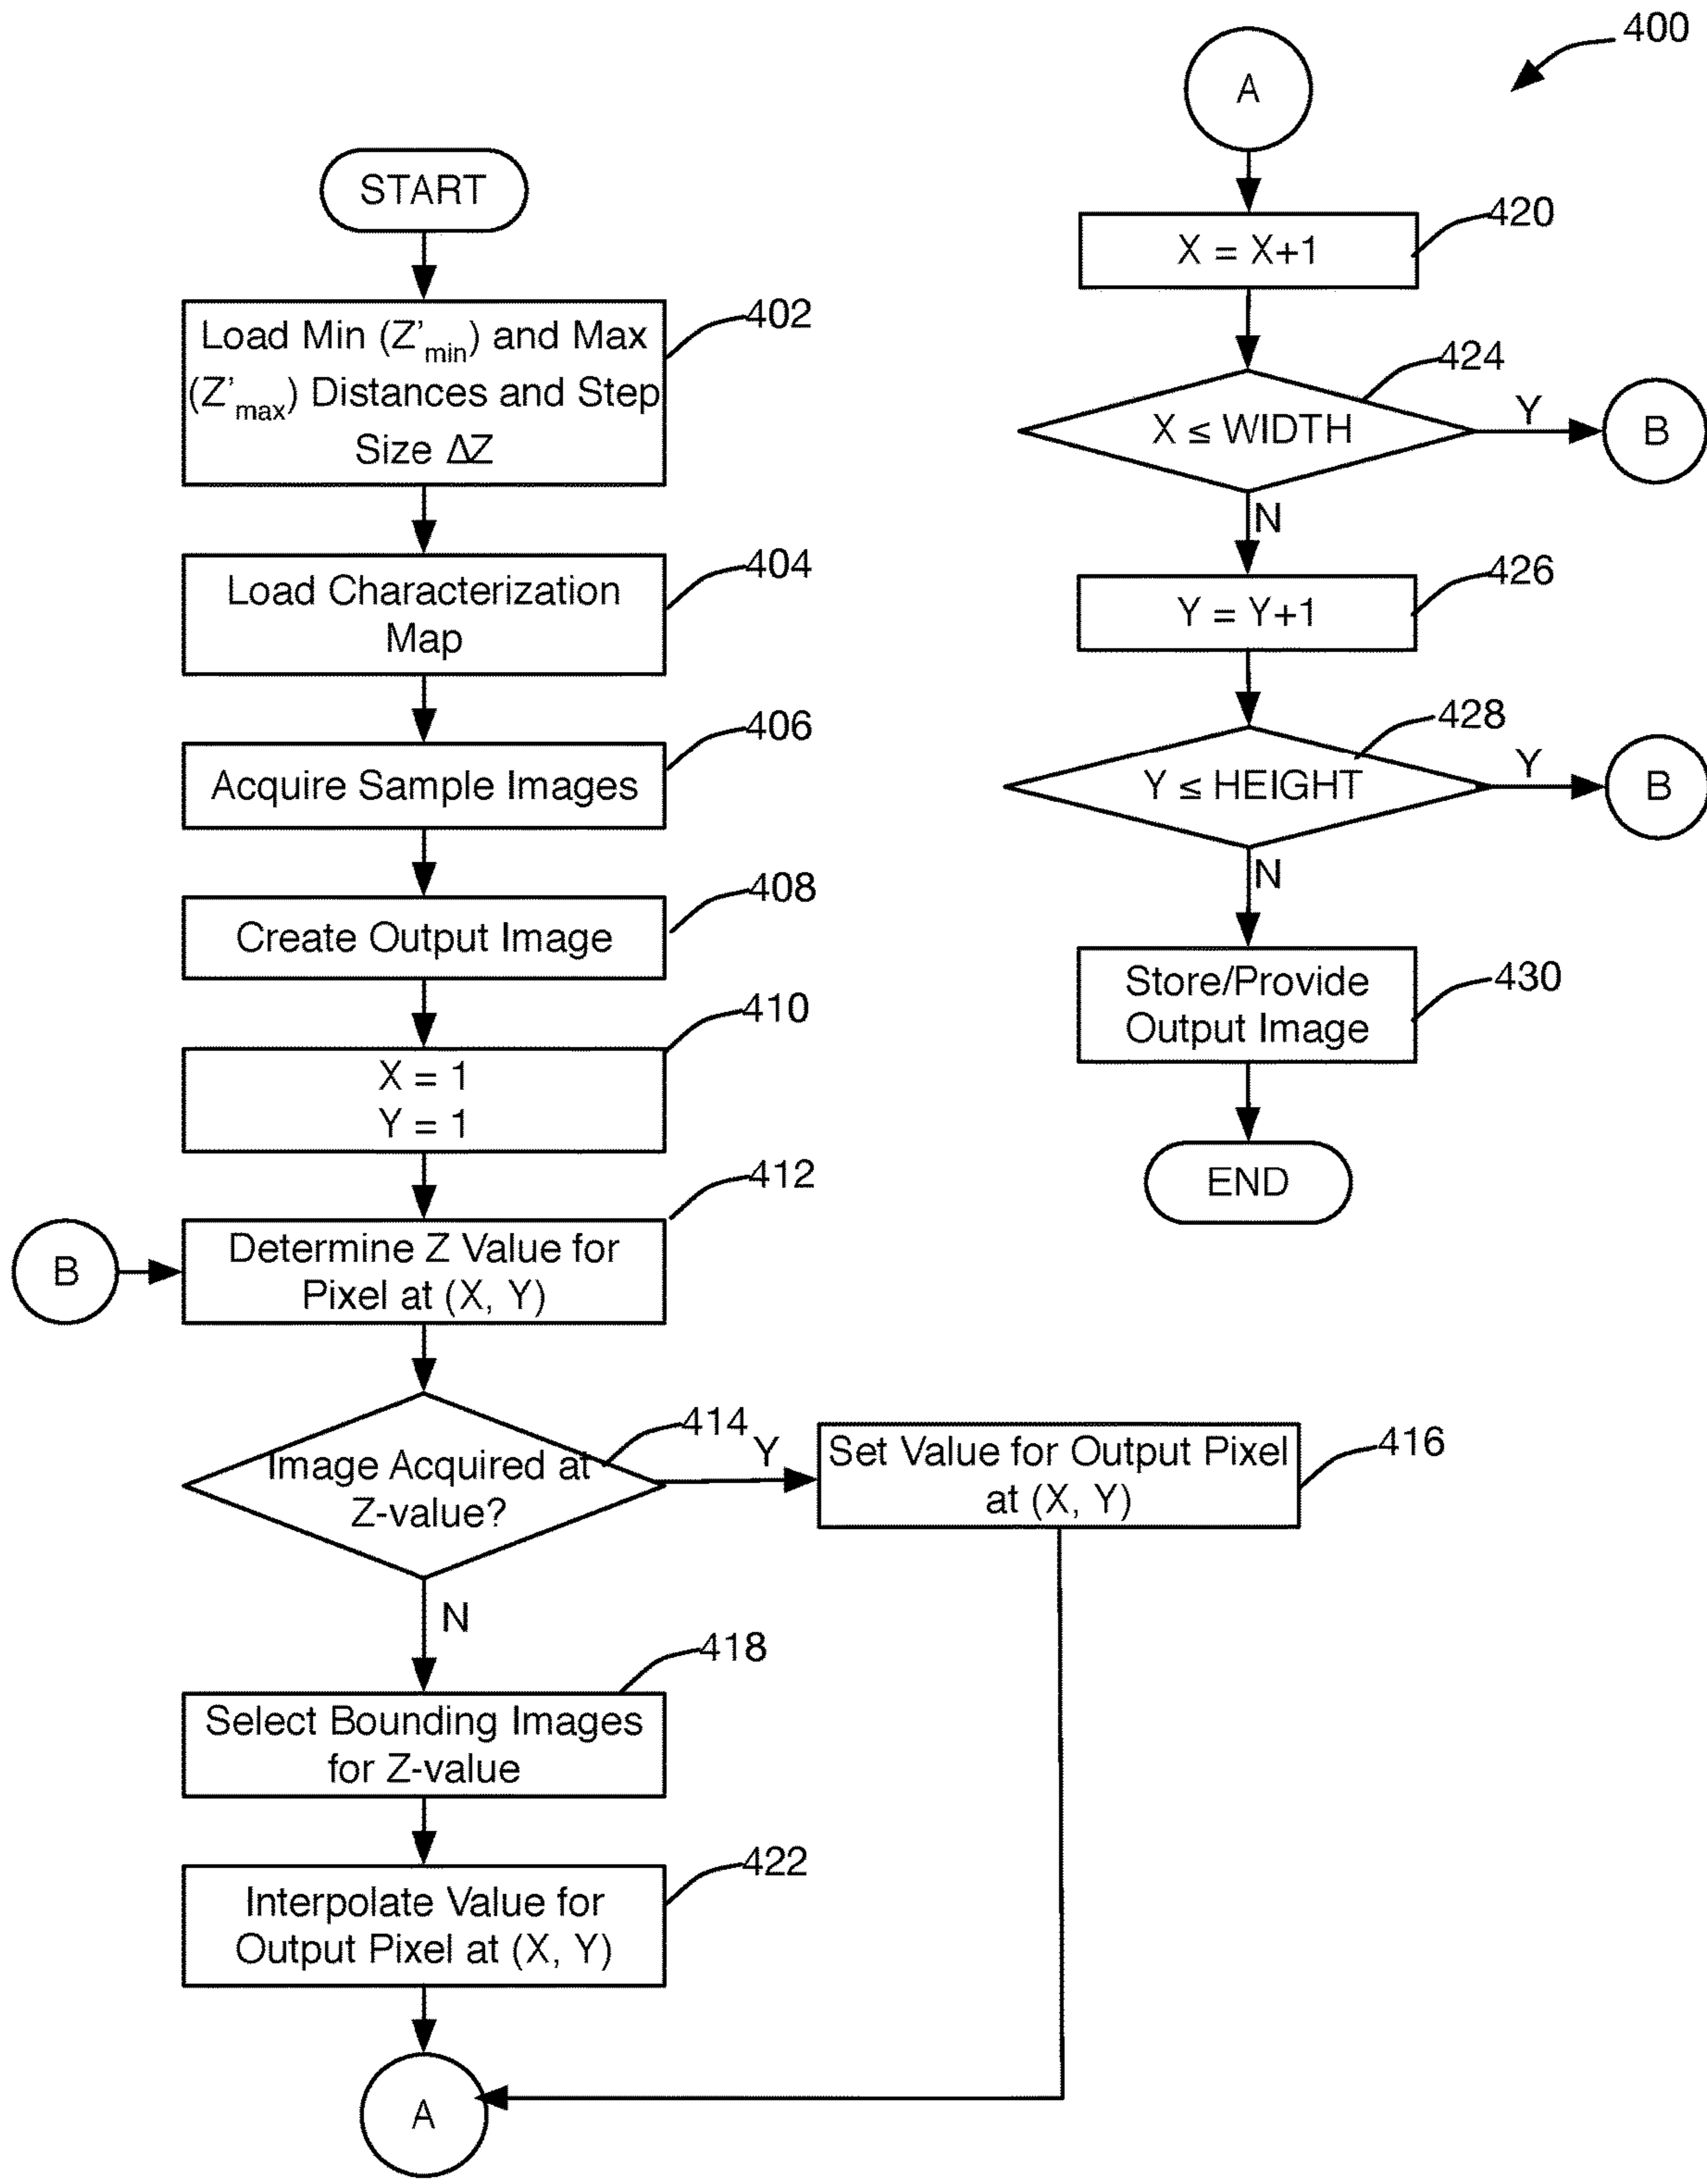 400
START
402
Load Min (Z'min) and Max
(Z'max) Distances and Step
Size ΔZ
404
Load Characterization
Map
406
Acquire Sample Images
408
Create Output Image
410
X = 1
Y = 1
412
B
Determine Z Value for
Pixel at (X, Y)
414
Image Acquired at
Z-value?
Y
416
Set Value for Output Pixel
at (X, Y)
N
418
Select Bounding Images
for Z-value
422
Interpolate Value for
Output Pixel at (X, Y)
A
A
420
X = X+1
424
X ≤ WIDTH
Y
B
N
426
Y = Y+1
428
Y ≤ HEIGHT
Y
B
N
430
Store/Provide
Output Image
END